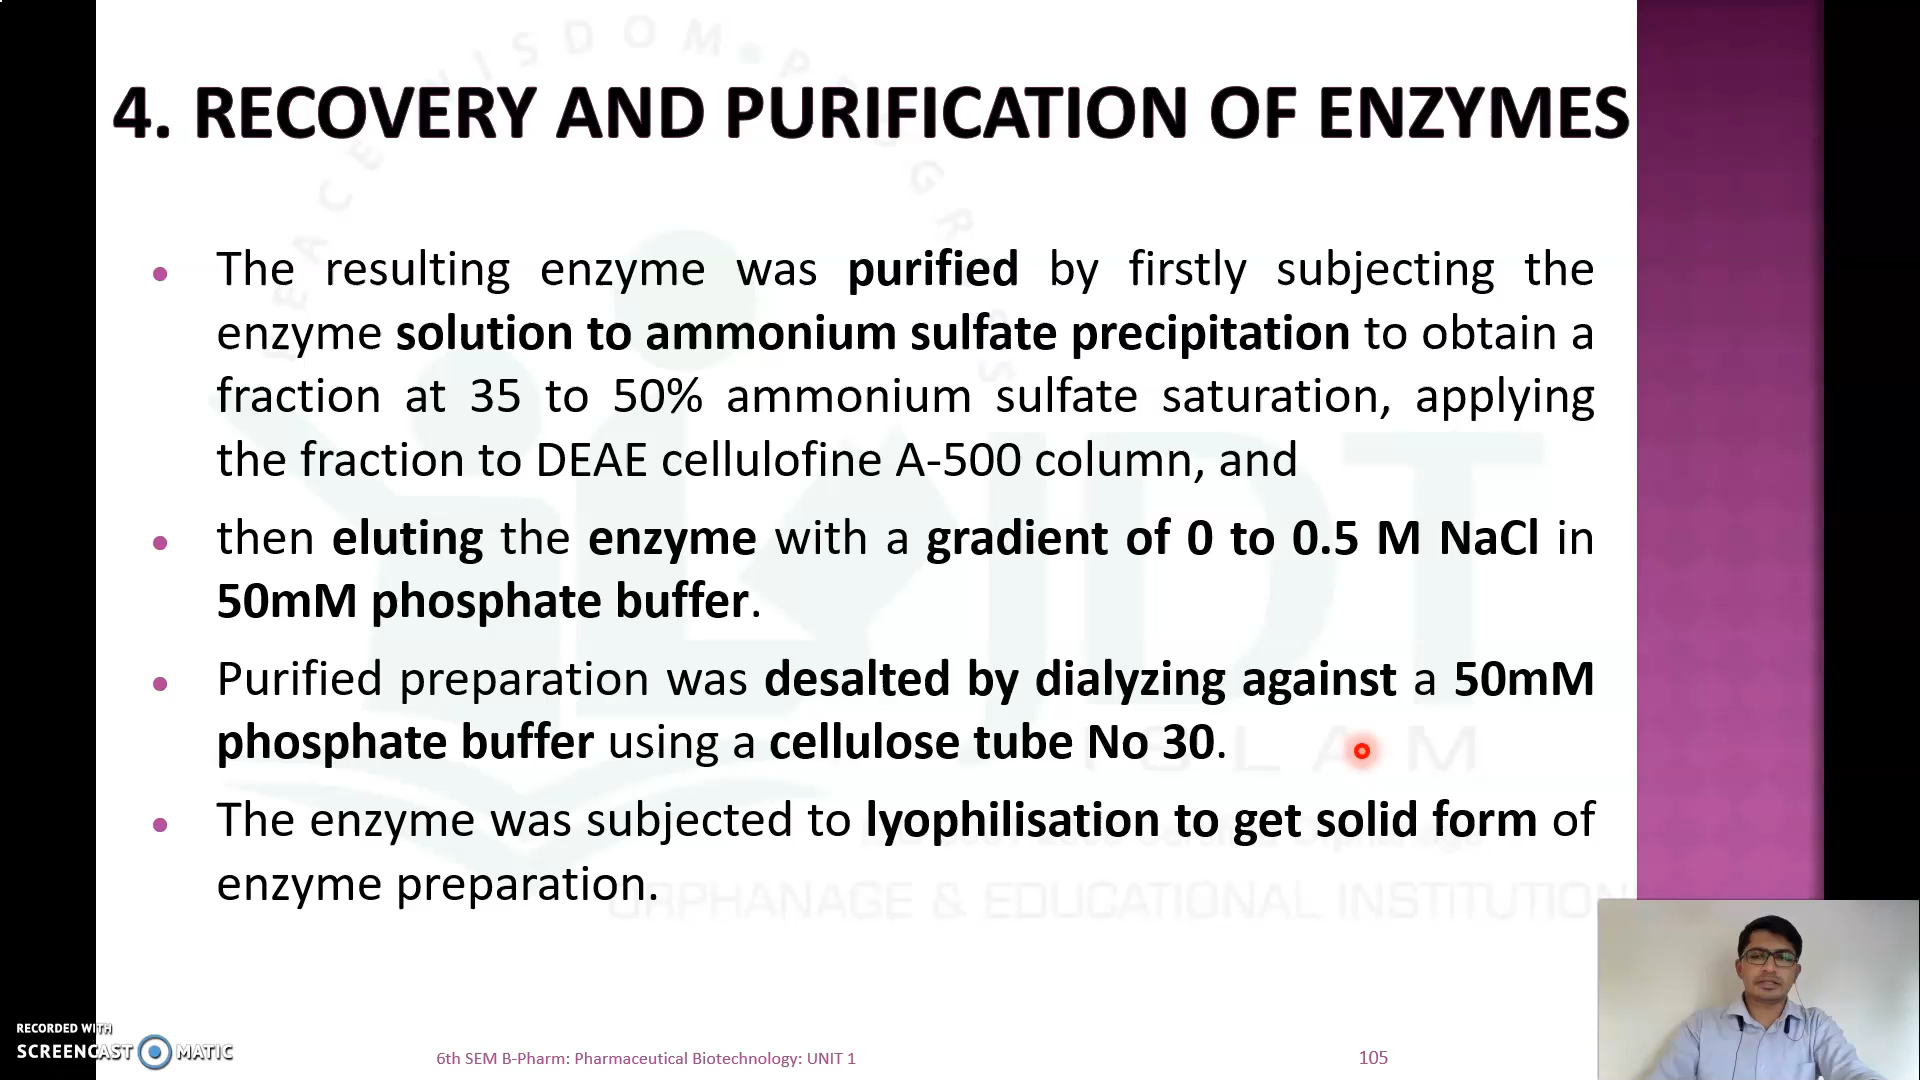 4. RECOVERY AND PURIFICATION OF ENZYMES
The resulting enzyme was purified by firstly subjecting the
enzyme solution to ammonium sulfate precipitation to obtain a
fraction at 35 to 50% ammonium sulfate saturation, applying
the fraction to DEAE cellulofine A-500 column, and
then eluting the enzyme with a gradient of 0 to 0.5 M NaCl in
50mM phosphate buffer.
Purified preparation was desalted by dialyzing against a 50mM
phosphate buffer using a cellulose tube No 30.
The enzyme was subjected to lyophilisation to get solid form of
enzyme preparation.
JDT
ISLAM
ORPHANAGE & EDUCATIONAL INSTITUTION
RECORDED WITH
SCREENCAST MATIC
6th SEM B-Pharm: Pharmaceutical Biotechnology: UNIT 1
105